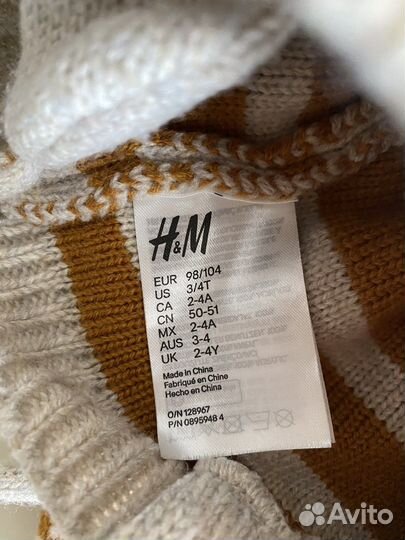 H&M
EUR 98/104
US 3/4T
CA 2-4A
CN 50-51
MX 2-4A
AUS 3-4
UK 2-4Y
Made in China
Fabriqué en Chine
Hecho en China
O/N 128967
P/N 0895948 4
Avito